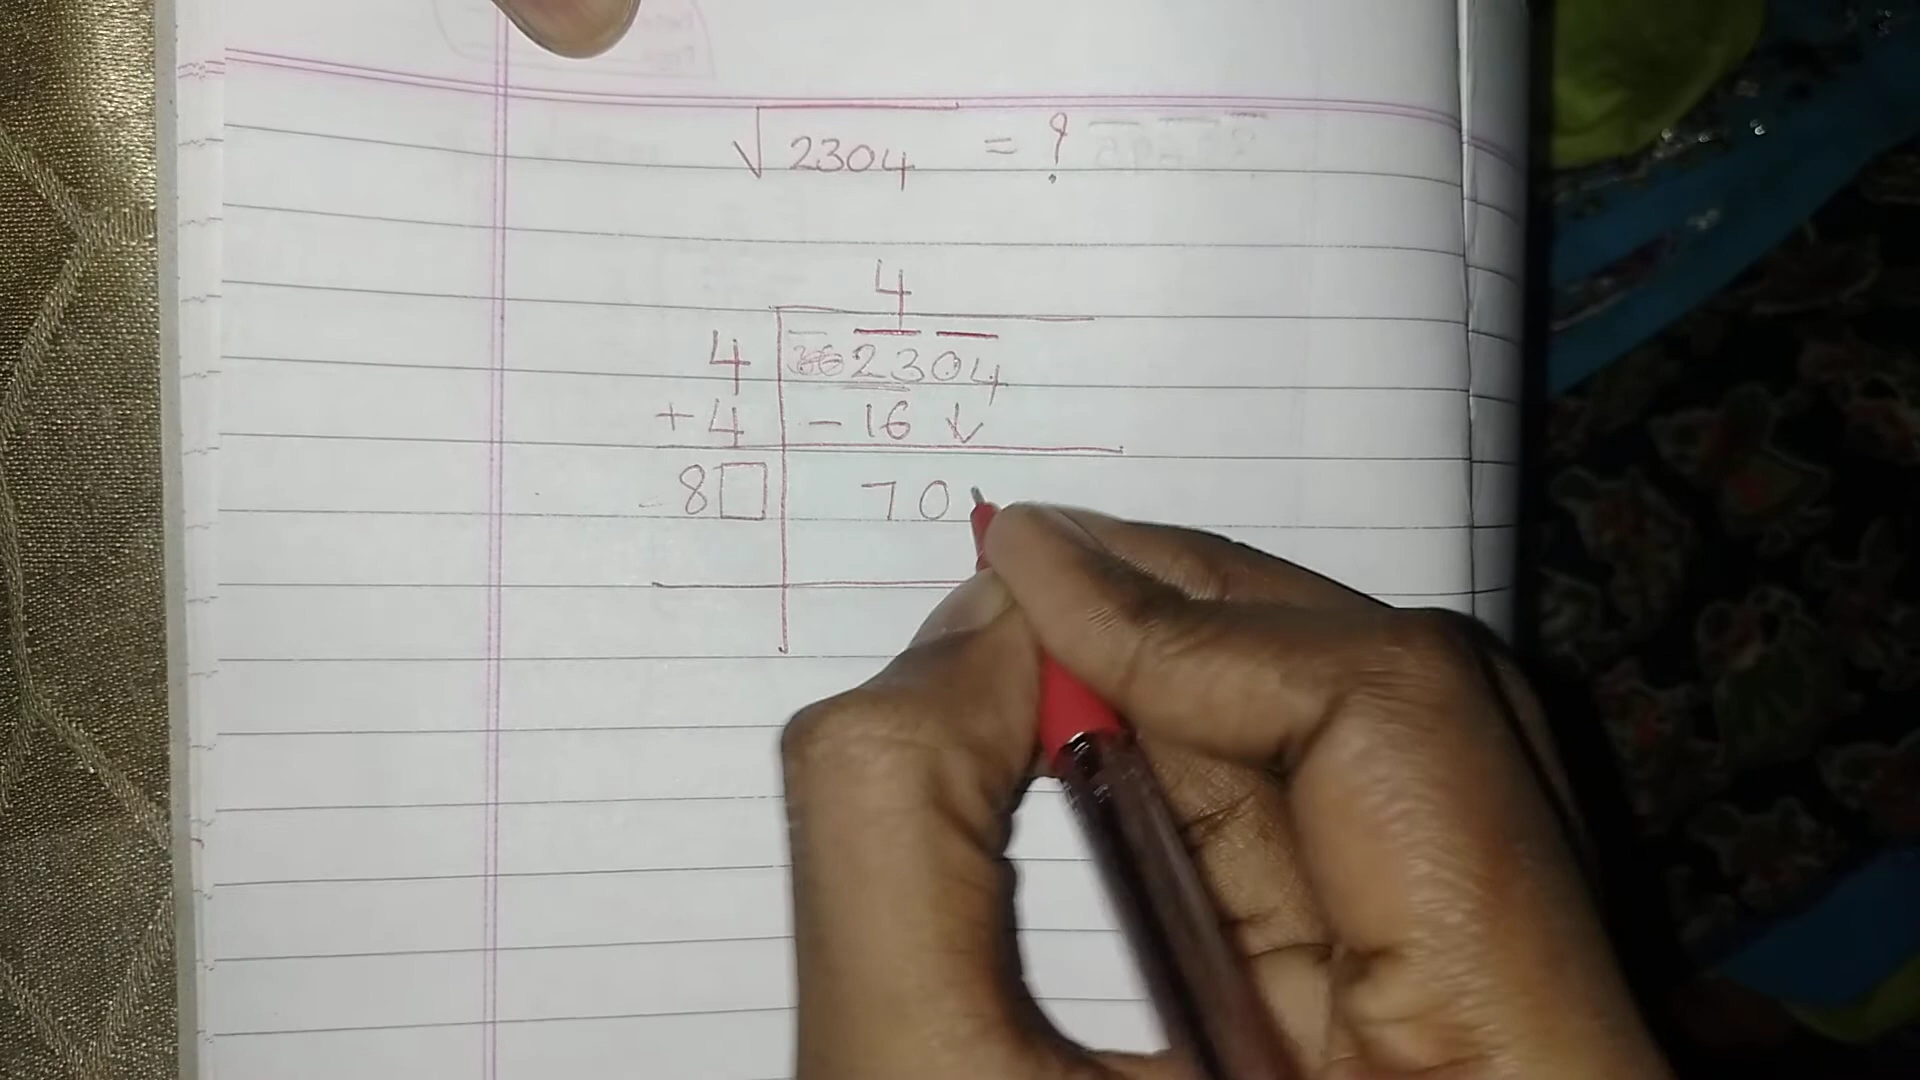 √2304 = ?
4
4 2304
+4 -16 ↓
8□ 70